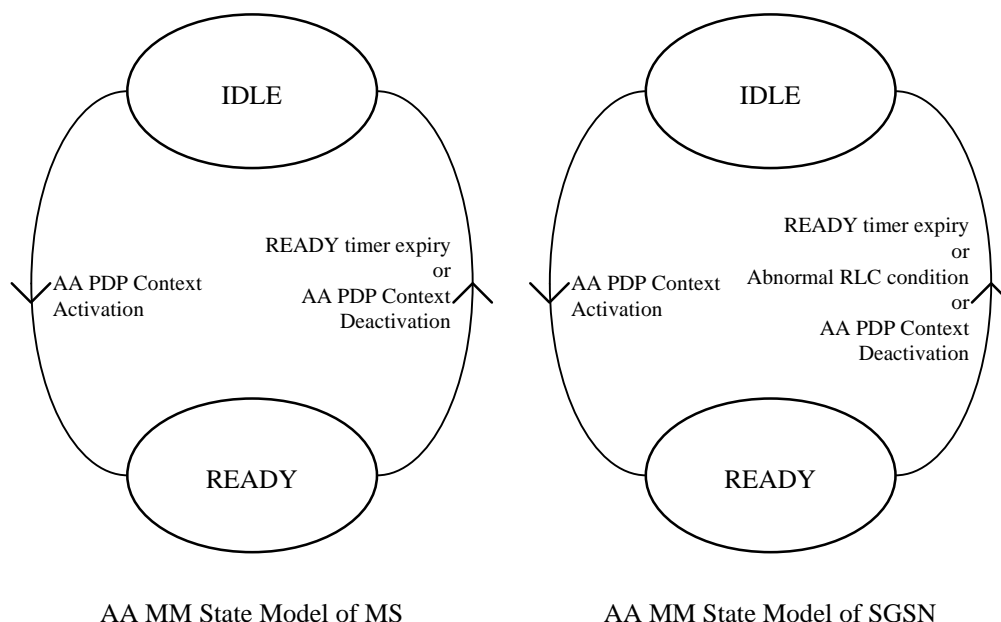 IDLE
AA PDP Context
Activation
READY timer expiry
or
AA PDP Context
Deactivation
READY
AA MM State Model of MS
IDLE
AA PDP Context
Activation
READY timer expiry
or
Abnormal RLC condition
or
AA PDP Context
Deactivation
READY
AA MM State Model of SGSN